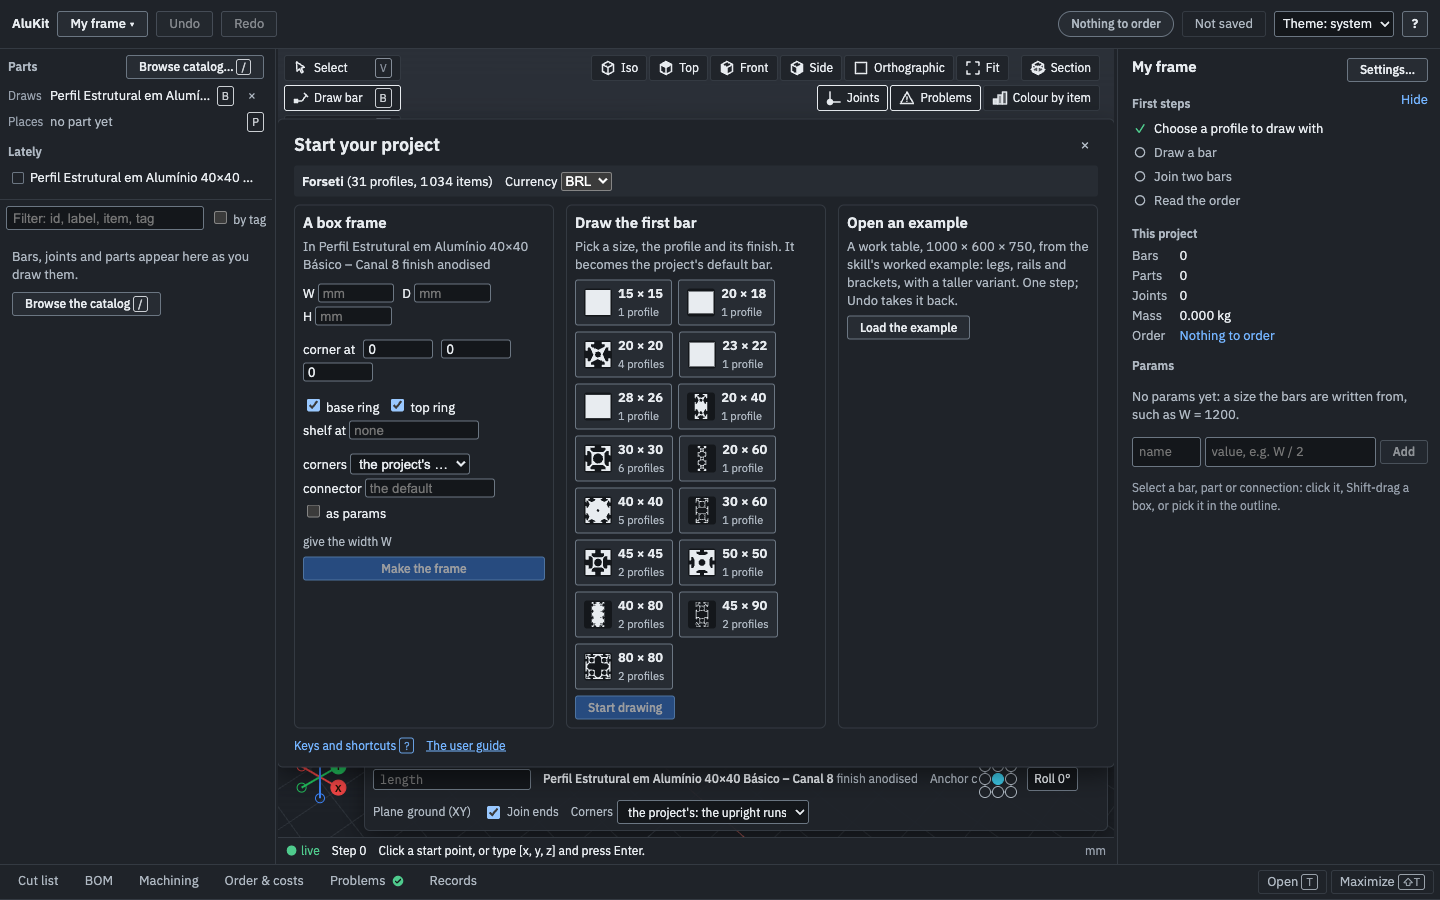 AluKit
My frame ▾
Undo
Redo
Nothing to order
Not saved
Theme: system
?
Parts
Browse catalog... /
Draws Perfil Estrutural em Alumí... B ×
Places no part yet P
Lately
Perfil Estrutural em Alumínio 40×40 ...
Filter: id, label, item, tag
by tag
Bars, joints and parts appear here as you
draw them.
Browse the catalog /
Select V
Draw bar B
Iso
Top
Front
Side
Orthographic
Fit
Section
Joints
Problems
Colour by item
Start your project
×
Forseti (31 profiles, 1 034 items) Currency BRL
A box frame
In Perfil Estrutural em Alumínio 40×40
Básico – Canal 8 finish anodised
W mm D mm
H mm
corner at 0 0
0
base ring top ring
shelf at none
corners the project's ...
connector the default
as params
give the width W
Make the frame
Draw the first bar
Pick a size, the profile and its finish. It
becomes the project's default bar.
15 × 15
1 profile
20 × 18
1 profile
20 × 20
4 profiles
23 × 22
1 profile
28 × 26
1 profile
20 × 40
1 profile
30 × 30
6 profiles
20 × 60
1 profile
40 × 40
5 profiles
30 × 60
1 profile
45 × 45
2 profiles
50 × 50
1 profile
40 × 80
2 profiles
45 × 90
2 profiles
80 × 80
2 profiles
Start drawing
Open an example
A work table, 1000 × 600 × 750, from the
skill's worked example: legs, rails and
brackets, with a taller variant. One step;
Undo takes it back.
Load the example
Keys and shortcuts ?
The user guide
X
length
Perfil Estrutural em Alumínio 40×40 Básico – Canal 8 finish anodised
Anchor c
Roll 0°
Plane ground (XY)
Join ends
Corners the project's: the upright runs
live Step 0 Click a start point, or type [x, y, z] and press Enter.
mm
My frame
Settings...
First steps
Hide
Choose a profile to draw with
Draw a bar
Join two bars
Read the order
This project
Bars 0
Parts 0
Joints 0
Mass 0.000 kg
Order Nothing to order
Params
No params yet: a size the bars are written from,
such as W = 1200.
name
value, e.g. W / 2
Add
Select a bar, part or connection: click it, Shift-drag a
box, or pick it in the outline.
Cut list
BOM
Machining
Order & costs
Problems
Records
Open T
Maximize ⇧T